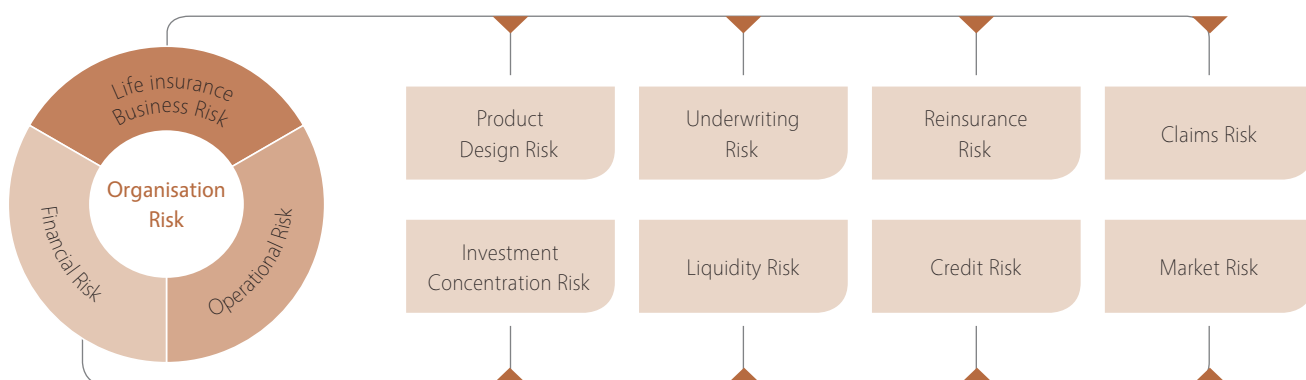 Life insurance
Business Risk
Organisation
Risk
Financial Risk
Operational Risk
Product
Design Risk
Underwriting
Risk
Reinsurance
Risk
Claims Risk
Investment
Concentration Risk
Liquidity Risk
Credit Risk
Market Risk